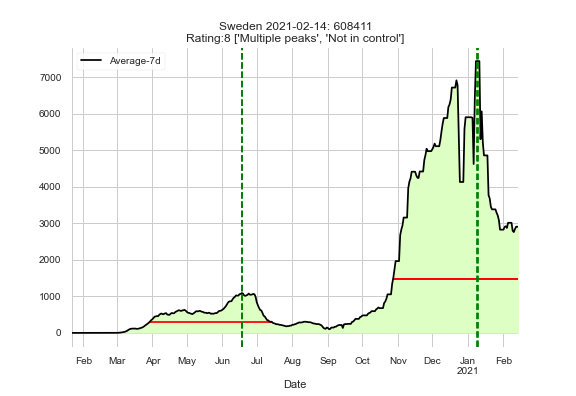 Sweden 2021-02-14: 608411
Rating:8 ['Multiple peaks', 'Not in control']
Average-7d
7000
6000
5000
4000
3000
2000
1000
0
Feb Mar Apr May Jun Jul Aug Sep Oct Nov Dec Jan Feb
2021
Date